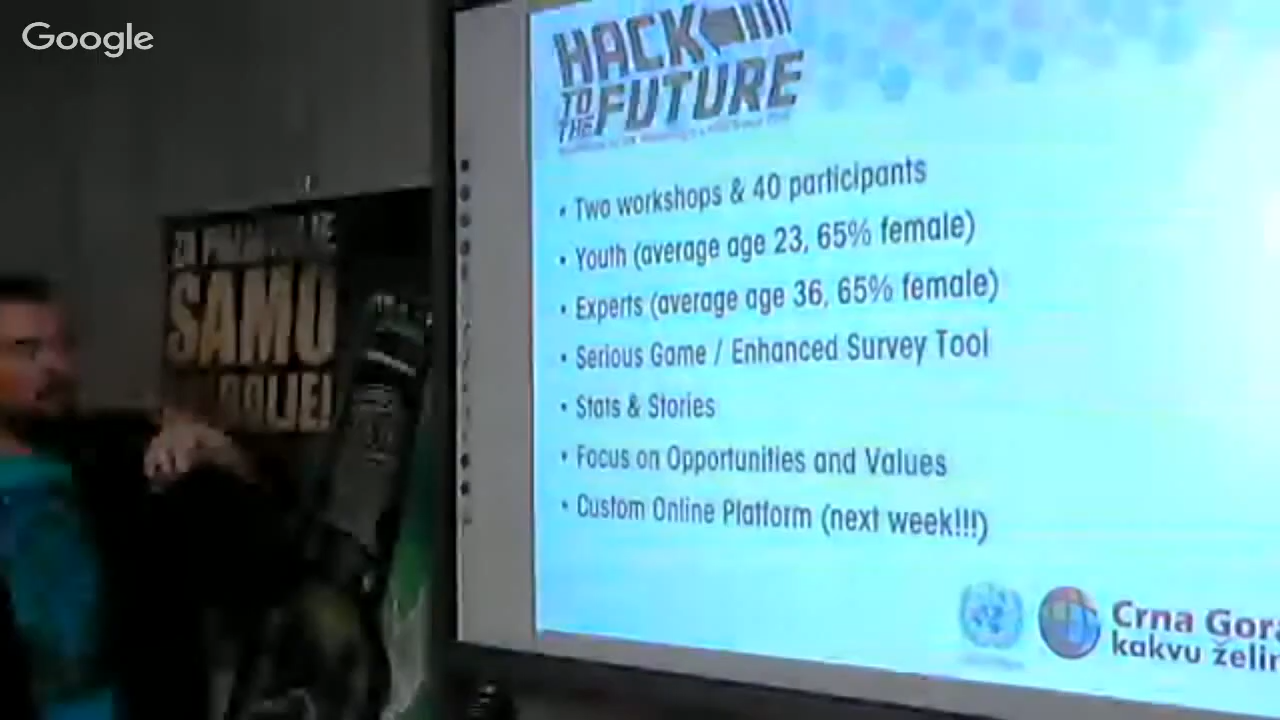 Google
HACK
TO THE FUTURE
• Two workshops & 40 participants
• Youth (average age 23, 65% female)
• Experts (average age 36, 65% female)
• Serious Game / Enhanced Survey Tool
• Stats & Stories
• Focus on Opportunities and Values
• Custom Online Platform (next week!!!)
Crna Gora
kakvu želim
SAMU